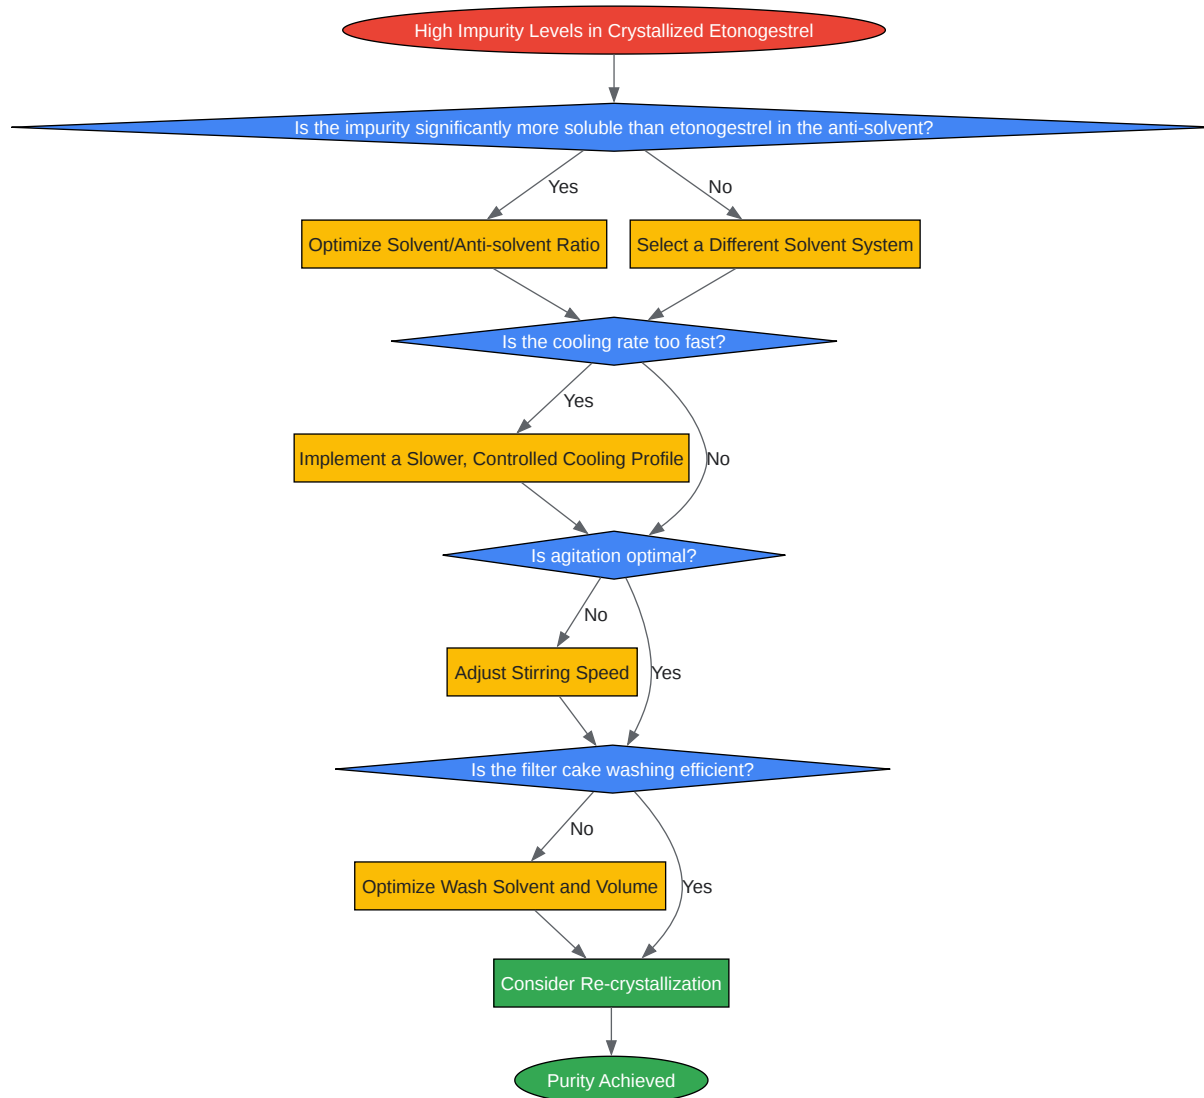 High Impurity Levels in Crystallized Etonogestrel
Is the impurity significantly more soluble than etonogestrel in the anti-solvent?
Yes
No
Optimize Solvent/Anti-solvent Ratio
Select a Different Solvent System
Is the cooling rate too fast?
Yes
Implement a Slower, Controlled Cooling Profile
No
Is agitation optimal?
No
Adjust Stirring Speed
Yes
Is the filter cake washing efficient?
No
Optimize Wash Solvent and Volume
Yes
Consider Re-crystallization
Purity Achieved